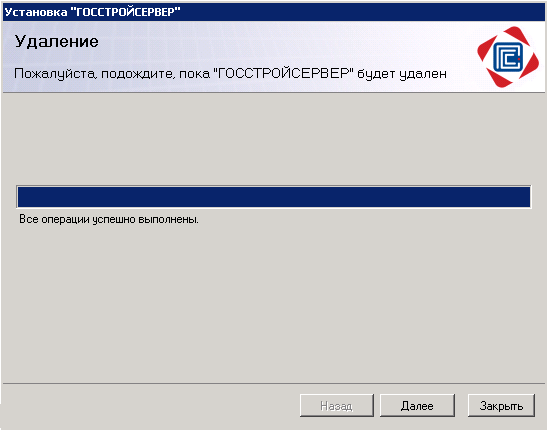 Установка "ГОССТРОЙСЕРВЕР"
Удаление
Пожалуйста, подождите, пока "ГОССТРОЙСЕРВЕР" будет удален
Все операции успешно выполнены.
Назад Далее Закрыть